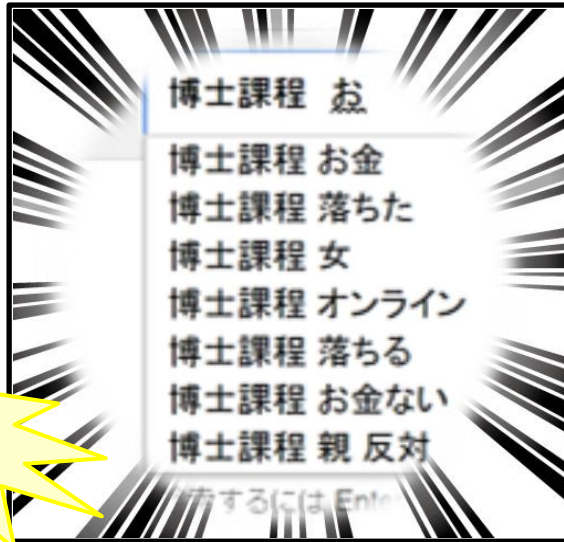 博士課程 お
博士課程 お金
博士課程 落ちた
博士課程 女
博士課程 オンライン
博士課程 落ちる
博士課程 お金ない
博士課程 親 反対
索するには Ente